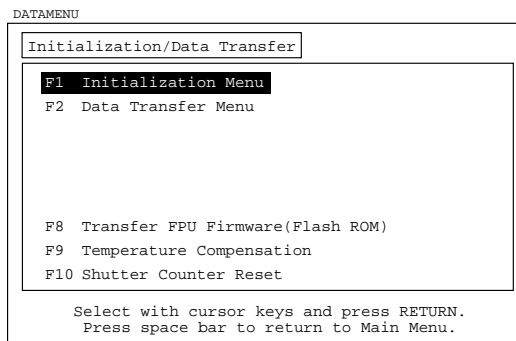 DATAMENU
Initialization/Data Transfer
F1 Initialization Menu
F2 Data Transfer Menu
F8 Transfer FPU Firmware(Flash ROM)
F9 Temperature Compensation
F10 Shutter Counter Reset
Select with cursor keys and press RETURN.
Press space bar to return to Main Menu.